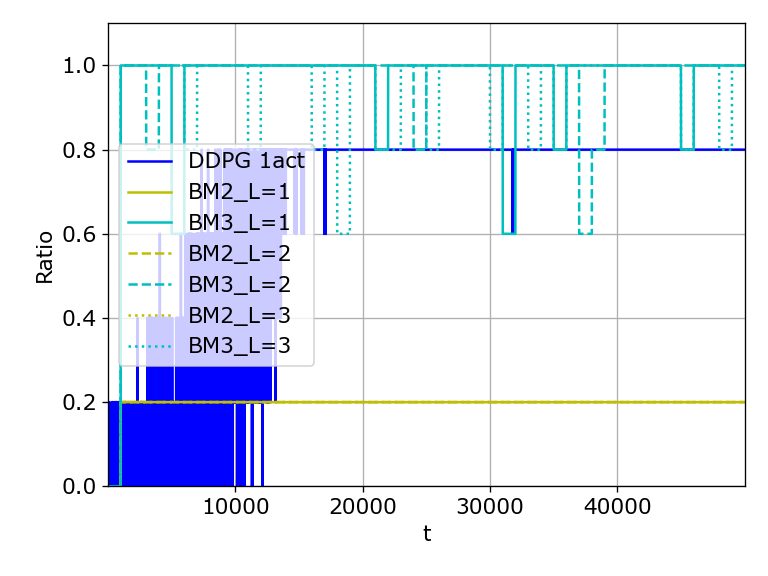 1.0
0.8
0.6
0.4
0.2
0.0
Ratio
DDPG 1act
BM2_L=1
BM3_L=1
BM2_L=2
BM3_L=2
BM2_L=3
BM3_L=3
10000 20000 30000 40000
t